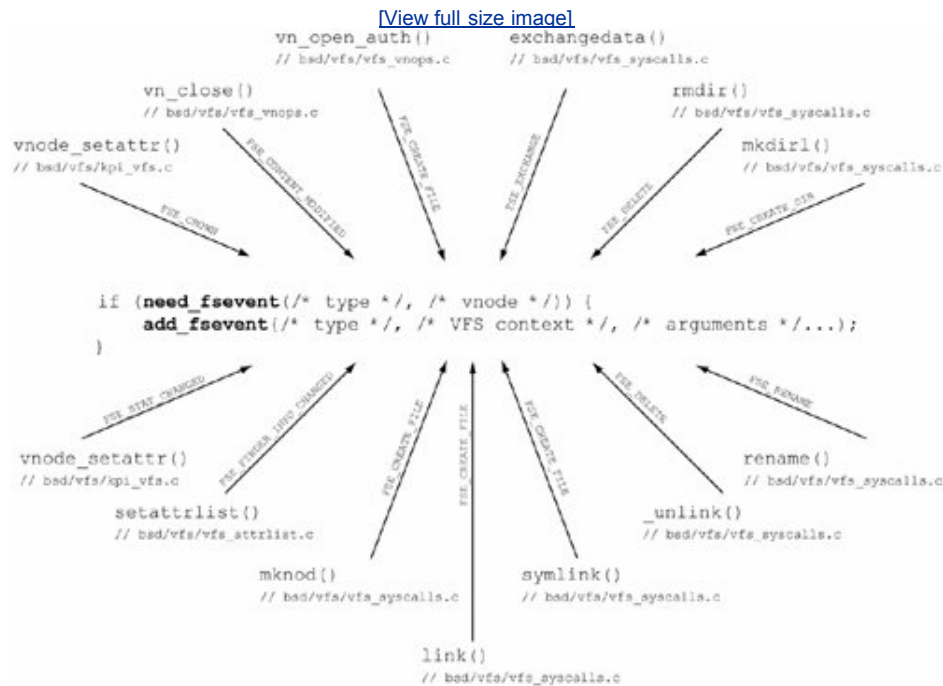 [View full size image]
vn_open_auth()
// bsd/vfs/vfs_vnops.c
exchangedata()
// bsd/vfs/vfs_syscalls.c
vn_close()
// bsd/vfs/vfs_vnops.c
rmdir()
// bsd/vfs/vfs_syscalls.c
vnode_setattr()
// bsd/vfs/kpi_vfs.c
mkdir1()
// bsd/vfs/vfs_syscalls.c
FSE_CHOWN
FSE_CONTENT_MODIFIED
FSE_CREATE_FILE
FSE_EXCHANGE
FSE_DELETE
FSE_CREATE_DIR
if (need_fsevent(/* type */, /* vnode */)) {
add_fsevent(/* type */, /* VFS context */, /* arguments */...);
}
FSE_STAT_CHANGED
FSE_FINDER_INFO_CHANGED
FSE_CREATE_FILE
FSE_CREATE_FILE
FSE_CREATE_FILE
FSE_DELETE
FSE_RENAME
vnode_setattr()
// bsd/vfs/kpi_vfs.c
rename()
// bsd/vfs/vfs_syscalls.c
setattrlist()
// bsd/vfs/vfs_attrlist.c
_unlink()
// bsd/vfs/vfs_syscalls.c
mknod()
// bsd/vfs/vfs_syscalls.c
symlink()
// bsd/vfs/vfs_syscalls.c
link()
// bsd/vfs/vfs_syscalls.c